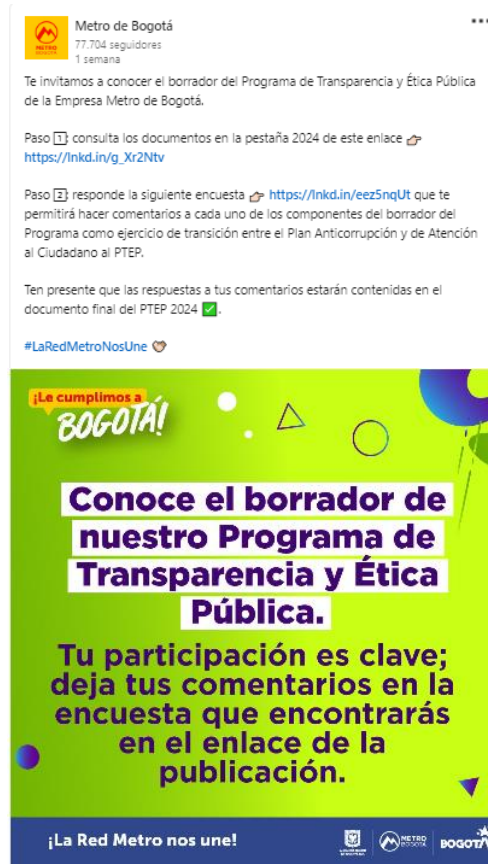 Metro de Bogotá
77.704 seguidores
1 semana
Te invitamos a conocer el borrador del Programa de Transparencia y Ética Pública
de la Empresa Metro de Bogotá.
Paso 1️⃣: consulta los documentos en la pestaña 2024 de este enlace 👉🏻
https://lnkd.in/g_Xr2Ntv
Paso 2️⃣: responde la siguiente encuesta 👉🏻 https://lnkd.in/eez5nqUt que te
permitirá hacer comentarios a cada uno de los componentes del borrador del
Programa como ejercicio de transición entre el Plan Anticorrupción y de Atención
al Ciudadano al PTEP.
Ten presente que las respuestas a tus comentarios estarán contenidas en el
documento final del PTEP 2024 ✅.
#LaRedMetroNosUne
¡Le cumplimos a
BOGOTÁ!
Conoce el borrador de
nuestro Programa de
Transparencia y Ética
Pública.
Tu participación es clave;
deja tus comentarios en la
encuesta que encontrarás
en el enlace de la
publicación.
¡La Red Metro nos une!
METRO
BOGOTÁ